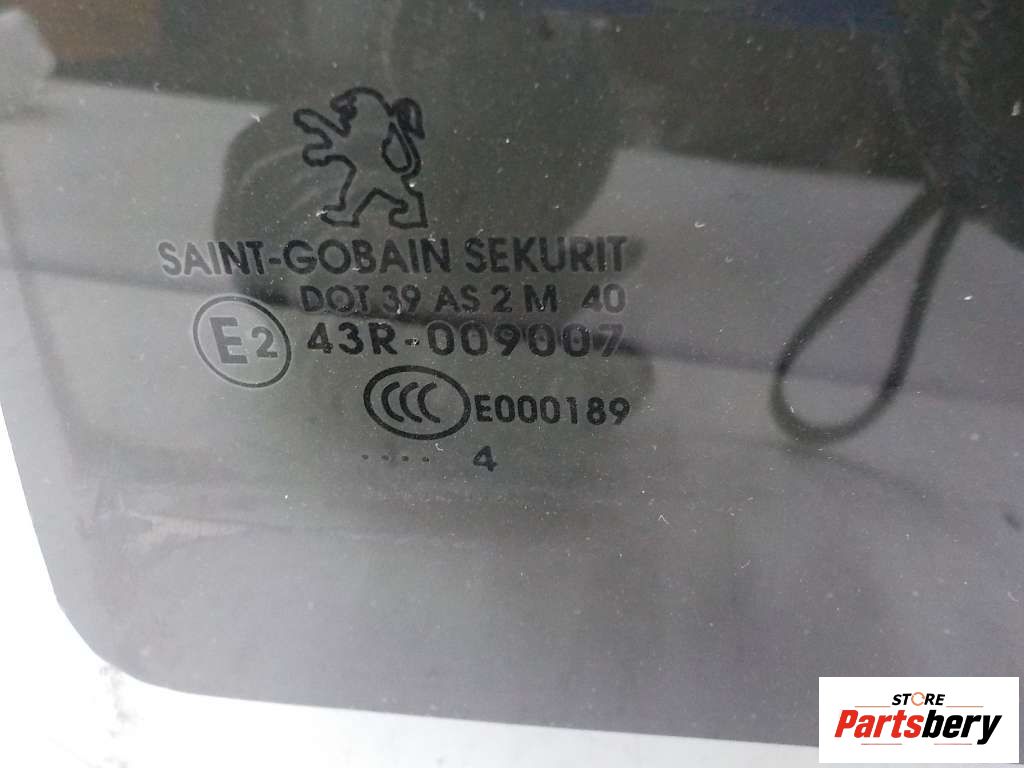 SAINT-GOBAIN SEKURIT
DOT 39 AS 2 M 40
E2 43R-009007
CCC E000189
.... 4
STORE
Partsbery